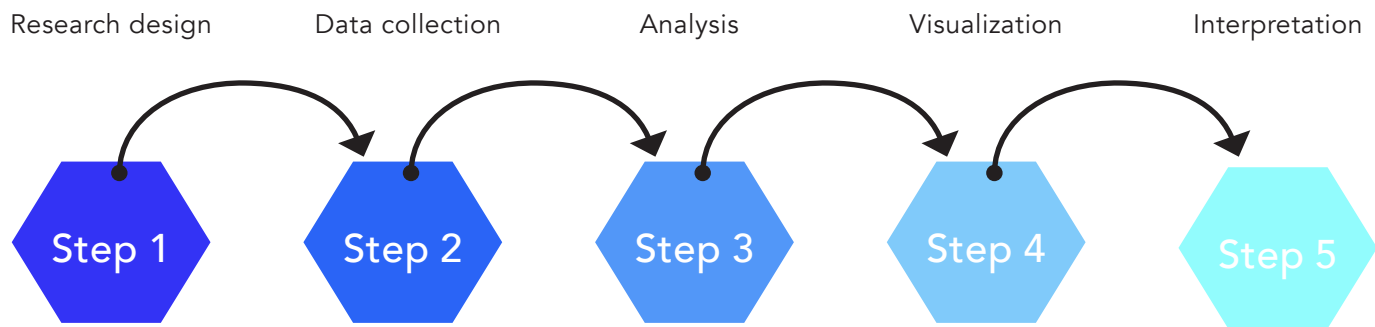 Research design
Data collection
Analysis
Visualization
Interpretation
Step 1
Step 2
Step 3
Step 4
Step 5